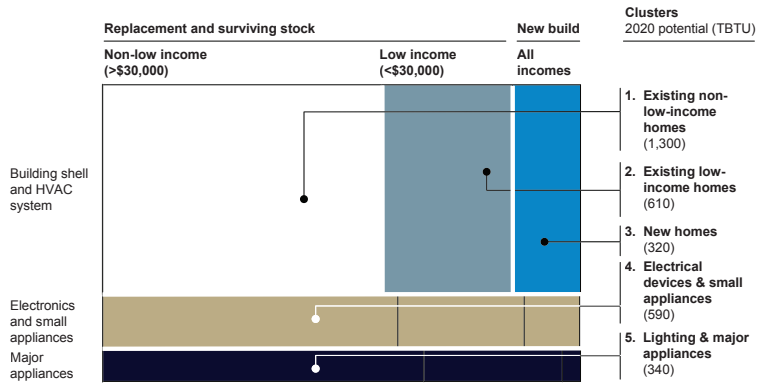 Clusters
2020 potential (TBTU)
Replacement and surviving stock
New build
Non-low income
(>$30,000)
Low income
(<$30,000)
All
incomes
Building shell
and HVAC
system
Electronics
and small
appliances
Major
appliances
1. Existing non-
low-income
homes
(1,300)
2. Existing low-
income homes
(610)
3. New homes
(320)
4. Electrical
devices & small
appliances
(590)
5. Lighting & major
appliances
(340)